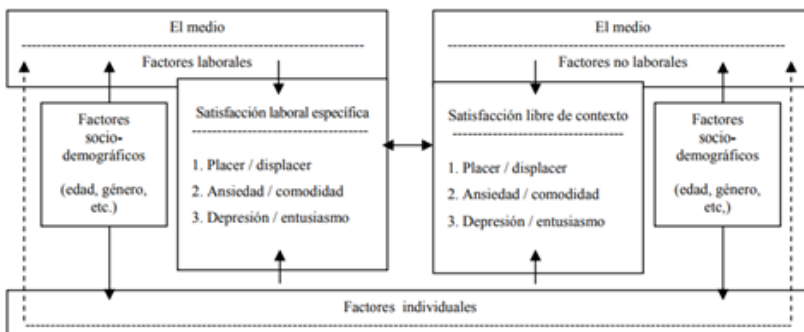 El medio
Factores laborales
Factores
socio-
demográficos
(edad, género,
etc.)
Satisfacción laboral específica
1. Placer / displacer
2. Ansiedad / comodidad
3. Depresión / entusiasmo
El medio
Factores no laborales
Satisfacción libre de contexto
1. Placer / displacer
2. Ansiedad / comodidad
3. Depresión / entusiasmo
Factores
socio-
demográficos
(edad, género,
etc,)
Factores individuales